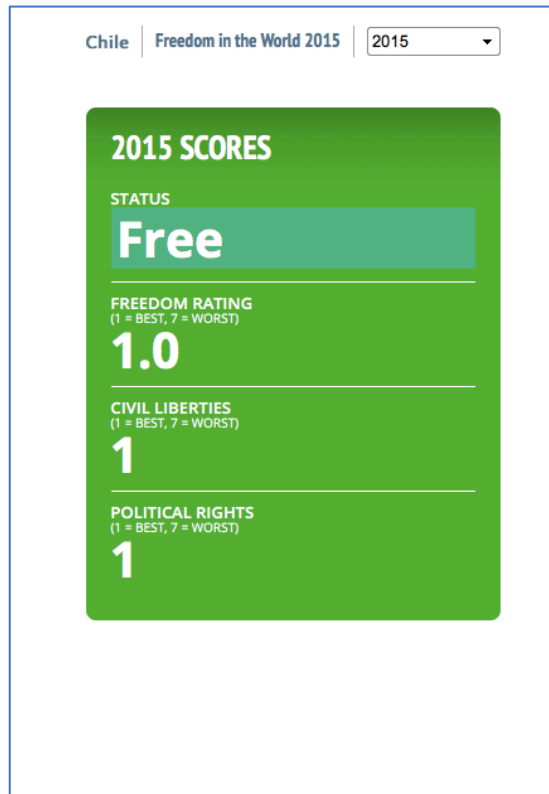 Chile Freedom in the World 2015 2015
2015 SCORES
STATUS
Free
FREEDOM RATING
(1 = BEST, 7 = WORST)
1.0
CIVIL LIBERTIES
(1 = BEST, 7 = WORST)
1
POLITICAL RIGHTS
(1 = BEST, 7 = WORST)
1